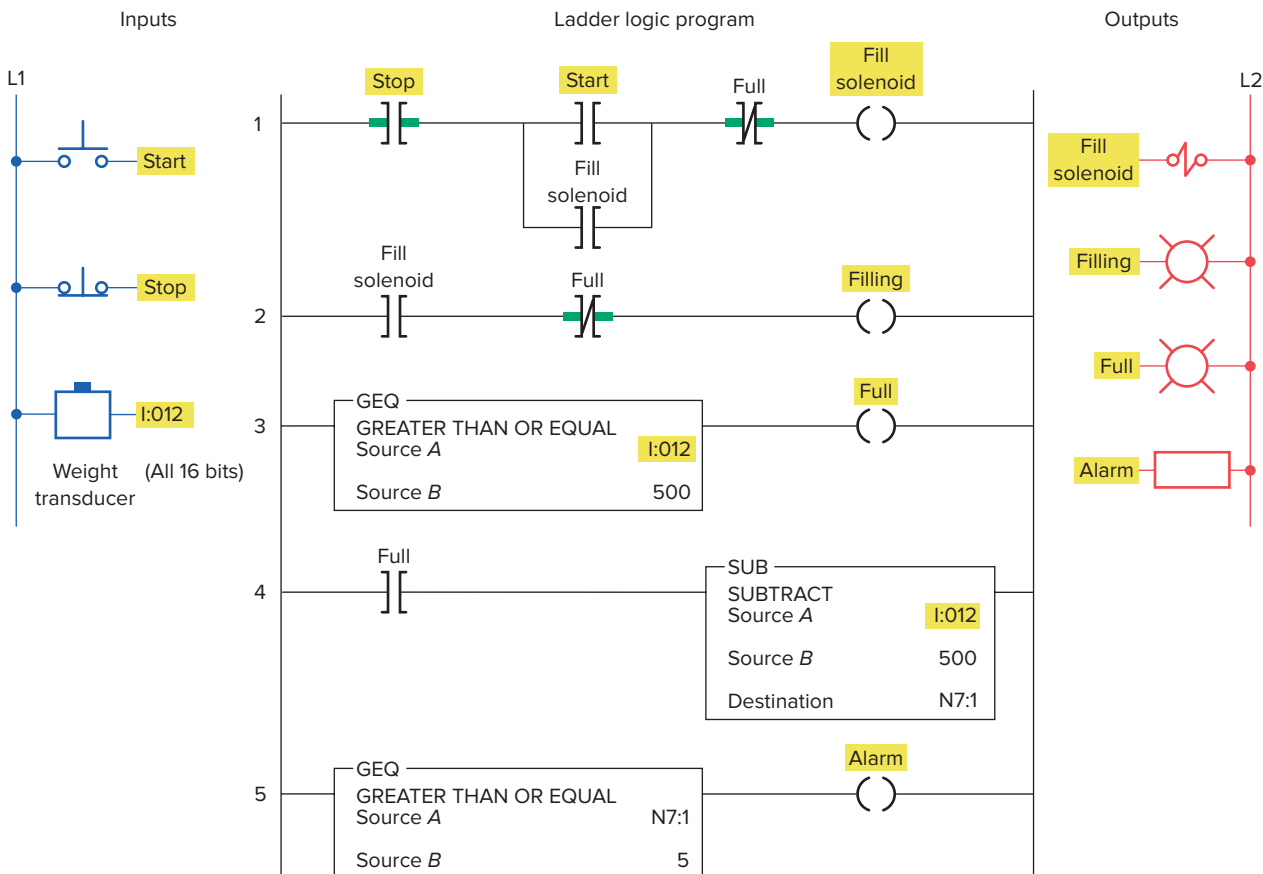 Inputs
Ladder logic program
Outputs
L1
L2
Start
Stop
I:012
Weight
transducer
(All 16 bits)
1
Stop
Start
Full
Fill
solenoid
Fill
solenoid
2
Fill
solenoid
Full
Filling
3
GEQ
GREATER THAN OR EQUAL
Source A I:012
Source B 500
Full
4
Full
SUB
SUBTRACT
Source A I:012
Source B 500
Destination N7:1
5
GEQ
GREATER THAN OR EQUAL
Source A N7:1
Source B 5
Alarm
Fill
solenoid
Filling
Full
Alarm